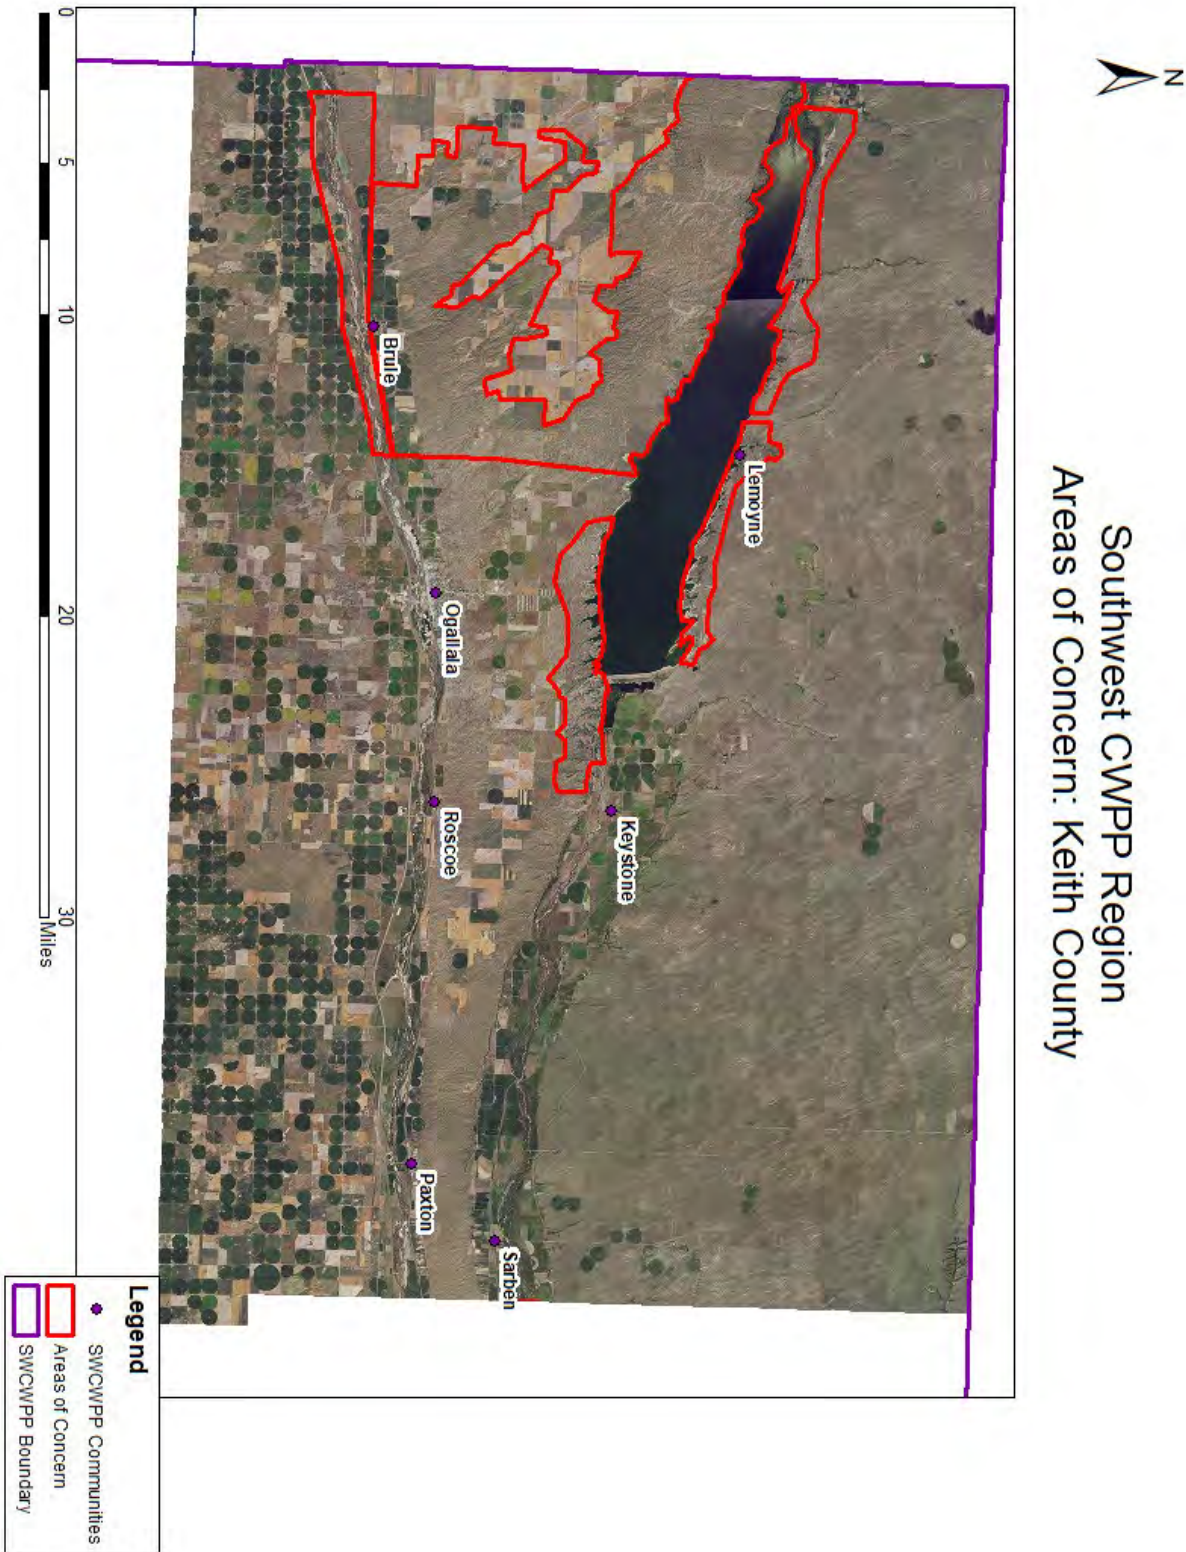 Southwest CWPP Region
Areas of Concern: Keith County
N
Lemoyne
Keystone
Brule
Ogallala
Roscoe
Paxton
Sarben
Legend
SWCWPP Communities
Areas of Concern
SWCWPP Boundary
0 5 10 20 30
Miles